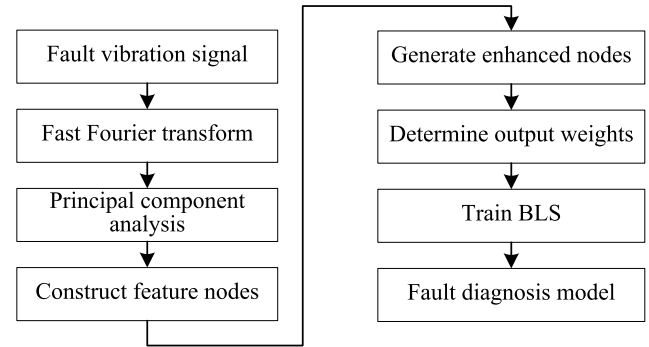 Fault vibration signal
Fast Fourier transform
Principal component
analysis
Construct feature nodes
Generate enhanced nodes
Determine output weights
Train BLS
Fault diagnosis model